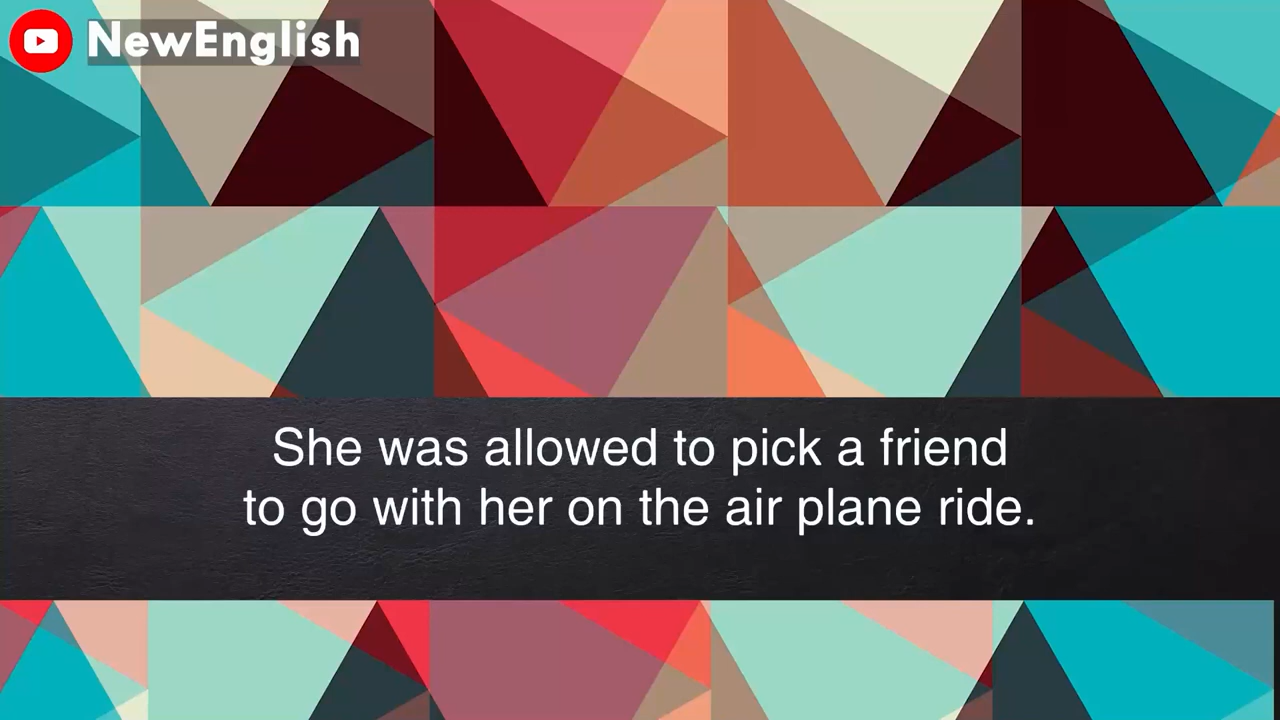 NewEnglish
She was allowed to pick a friend
to go with her on the air plane ride.